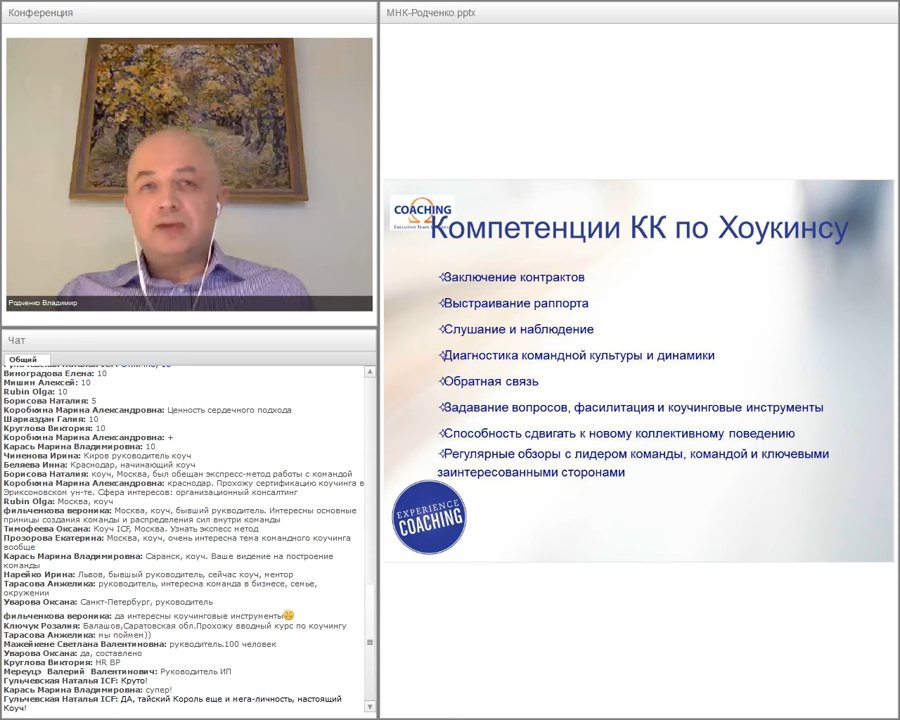 Конференция
Родченко Владимир
Чат
Общий
Виноградова Елена: 10
Мишин Алексей: 10
Rubin Olga: 10
Борисова Наталия: 5
Коробкина Марина Александровна: Ценность сердечного подхода
Шариаздан Галия: 10
Круглова Виктория: 10
Коробкина Марина Александровна: +
Карась Марина Владимировна: 10
Чиненова Ирина: Киров руководитель коуч
Беляева Инна: Краснодар, начинающий коуч
Борисова Наталия: коуч, Москва, был обещан экспресс-метод работы с командой
Коробкина Марина Александровна: краснодар. Прохожу сертификацию коучинга в
Эриксоновском ун-те. Сфера интересов: организационный консалтинг
Rubin Olga: Москва, коуч
фильченкова вероника: Москва, коуч, бывший руководитель. Интересны основные
приницы создания команды и распределения сил внутри команды
Тимофеева Оксана: Коуч ICF, Москва. Узнать экспесс метод
Прозорова Екатерина: Москва, коуч, очень интересна тема командного коучинга
вообще
Карась Марина Владимировна: Саранск, коуч. Ваше видение на построение
команды
Нарейко Ирина: Львов, бывший руководитель, сейчас коуч, ментор
Тарасова Анжелика: руководитель, интересна команда в бизнесе, семье,
окружении
Уварова Оксана: Санкт-Петербург, руководитель
фильченкова вероника: да интересны коучинговые инструменты
Ключук Розалия: Балашов,Саратовская обл.Прохожу вводный курс по коучингу
Тарасова Анжелика: мы поймем))
Мажейкене Светлана Валентиновна: рукводитель.100 человек
Уварова Оксана: да, составлено
Круглова Виктория: HR BP
Мереуцэ Валерий Валентинович: Руководитель ИП
Гульчевская Наталья ICF: Круто!
Карась Марина Владимировна: супер!
Гульчевская Наталья ICF: ДА, тайский Король еще и мега-личность, настоящий
Коуч!
МНК-Родченко.pptx
COACHING
Executive Team
Компетенции КК по Хоукинсу
Заключение контрактов
Выстраивание раппорта
Слушание и наблюдение
Диагностика командной культуры и динамики
Обратная связь
Задавание вопросов, фасилитация и коучинговые инструменты
Способность сдвигать к новому коллективному поведению
Регулярные обзоры с лидером команды, командой и ключевыми
заинтересованными сторонами
EXPERIENCE
COACHING